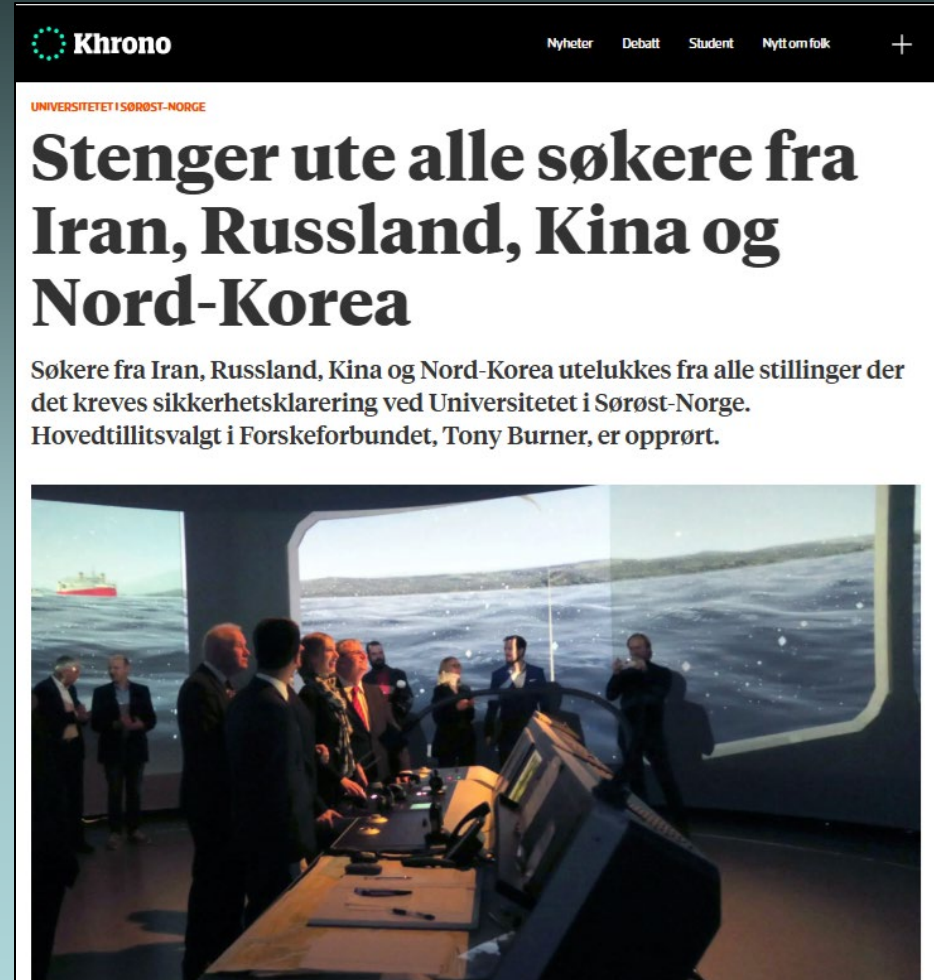 Khrono
Nyheter Debatt Student Nytt om folk
UNIVERSITETET I SØRØST-NORGE
Stenger ute alle søkere fra
Iran, Russland, Kina og
Nord-Korea
Søkere fra Iran, Russland, Kina og Nord-Korea utelukkes fra alle stillinger der
det kreves sikkerhetsklarering ved Universitetet i Sørøst-Norge.
Hovedtillitsvalgt i Forskeforbundet, Tony Burner, er opprørt.